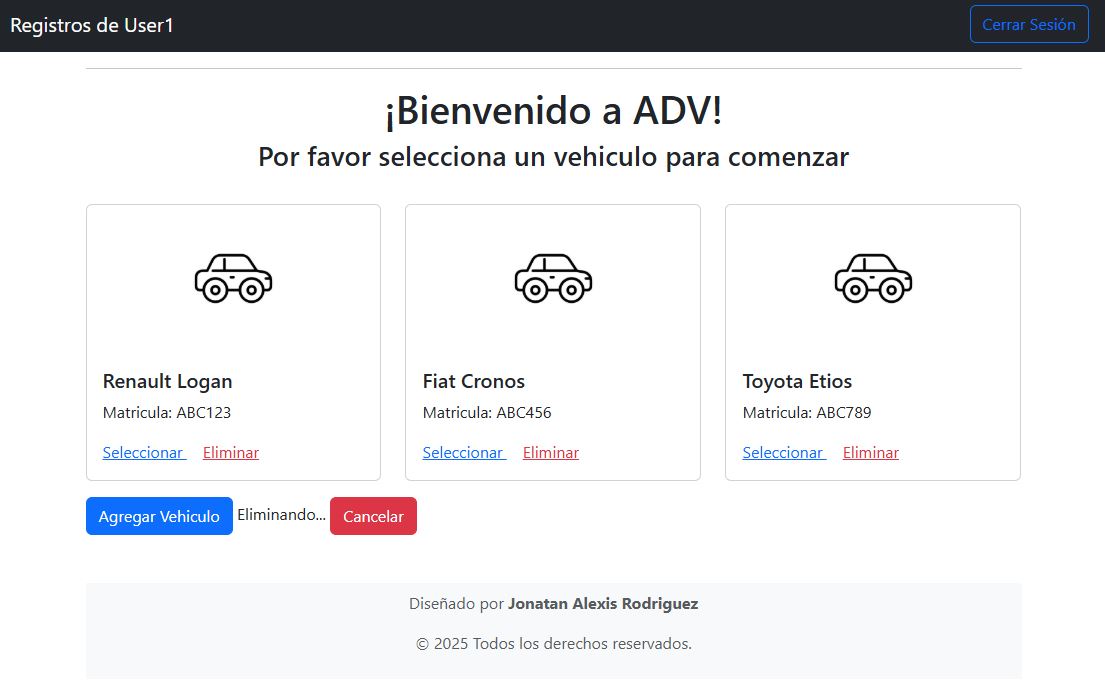 Registros de User1
Cerrar Sesión
¡Bienvenido a ADV!
Por favor selecciona un vehiculo para comenzar
Renault Logan
Matricula: ABC123
Seleccionar Eliminar
Fiat Cronos
Matricula: ABC456
Seleccionar Eliminar
Toyota Etios
Matricula: ABC789
Seleccionar Eliminar
Agregar Vehiculo Eliminando... Cancelar
Diseñado por Jonatan Alexis Rodriguez
© 2025 Todos los derechos reservados.